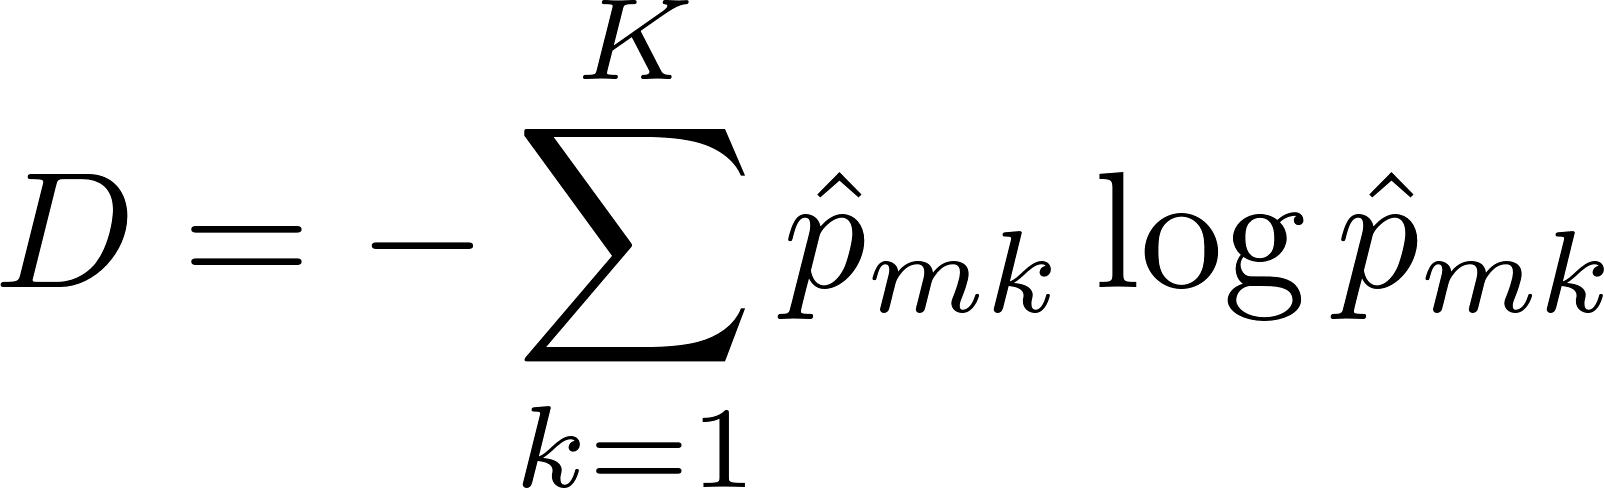 D = -\sum_{k=1}^{K} \hat{p}_{mk} \log \hat{p}_{mk}